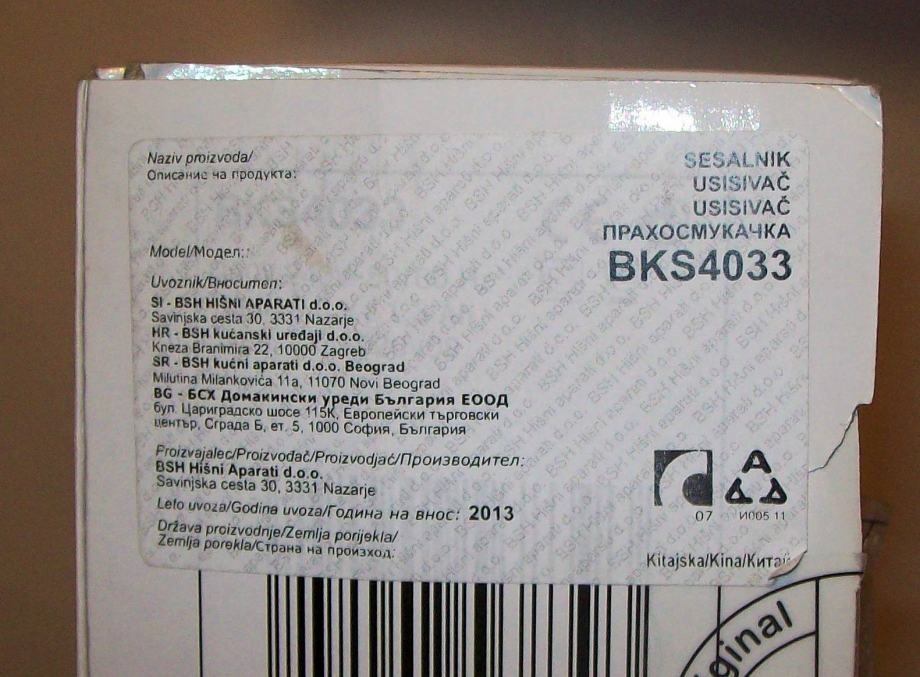 Naziv proizvoda/
Описание на продукта:
SESALNIK
USISIVAČ
USISIVAČ
ПРАХОСМУКАЧКА
Model/Модел::
BKS4033
Uvoznik/Вносител:
SI - BSH HIŠNI APARATI d.o.o.
Savinjska cesta 30, 3331 Nazarje
HR - BSH kućanski uređaji d.o.o.
Kneza Branimira 22, 10000 Zagreb
SR - BSH kućni aparati d.o.o. Beograd
Milutina Milankovića 11a, 11070 Novi Beograd
BG - БСХ Домакински уреди България ЕООД
бул. Цариградско шосе 115К, Европейски търговски
център, Сграда Б, ет. 5, 1000 София, България
Proizvajalec/Proizvođač/Proizvodjač/Производител:
BSH Hišni Aparati d.o.o.
Savinjska cesta 30, 3331 Nazarje
Leto uvoza/Godina uvoza/Година на внос: 2013
Država proizvodnje/Zemlja porijekla/
Zemlja porekla/Страна на произход:
A
A A
07
И005 11
Kitajska/Kina/Китай
ginal